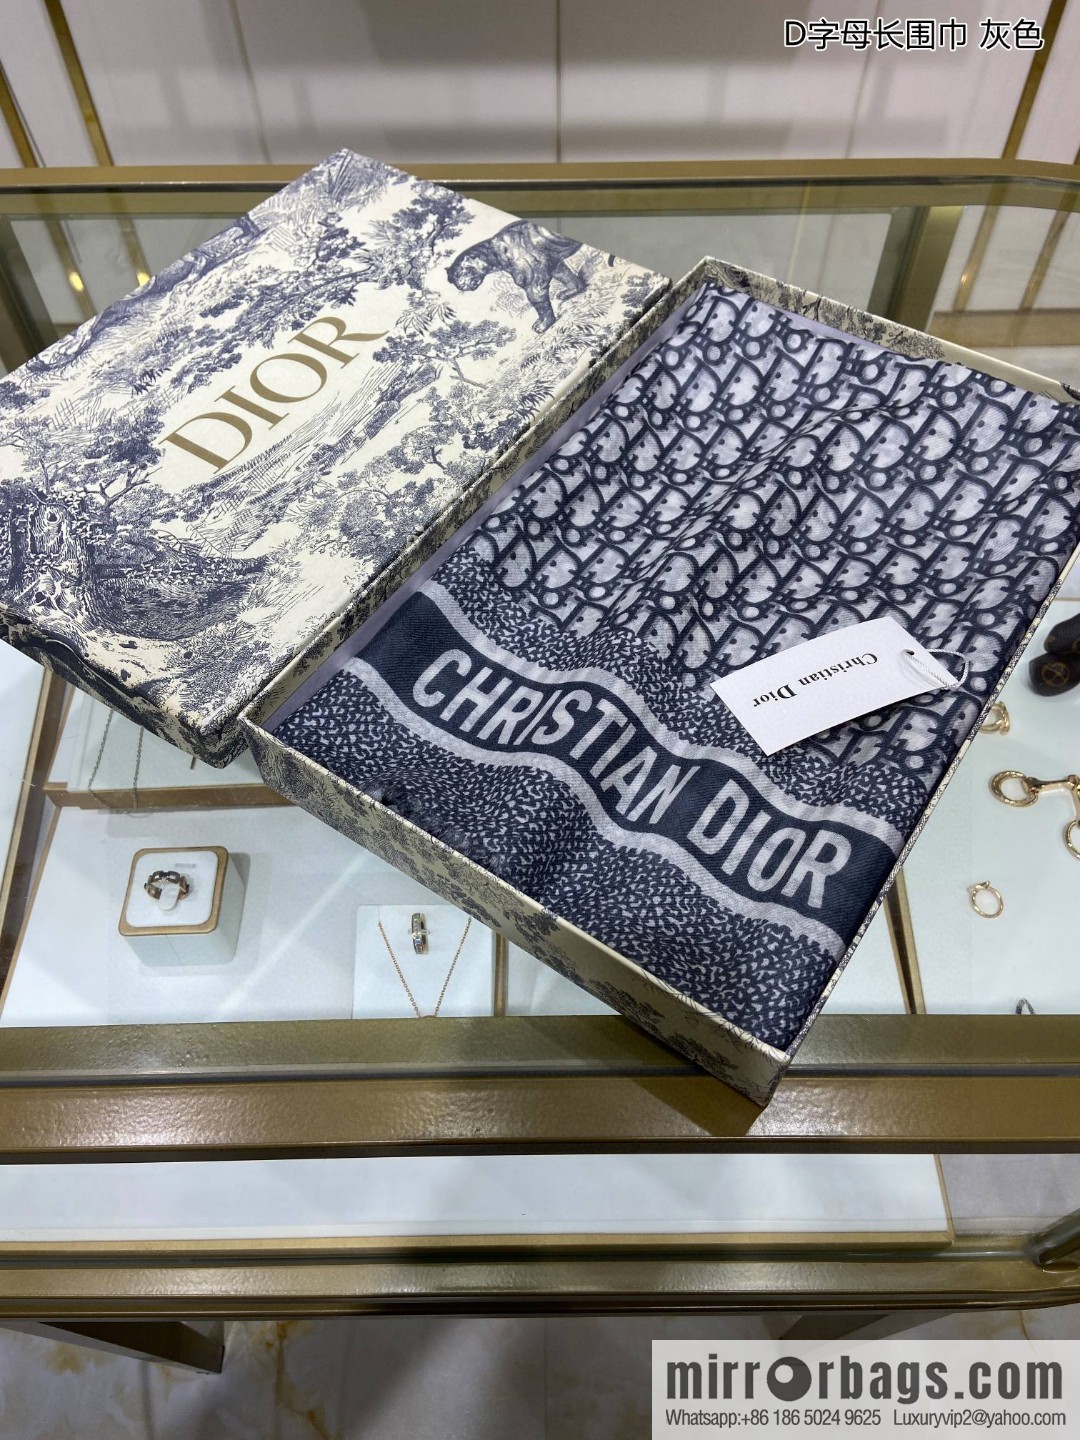 D字母长围巾 灰色
DIOR
Christian Dior
CHRISTIAN DIOR
mirrorbags.com
Whatsapp:+86 186 5024 9625 Luxuryvip2@yahoo.com